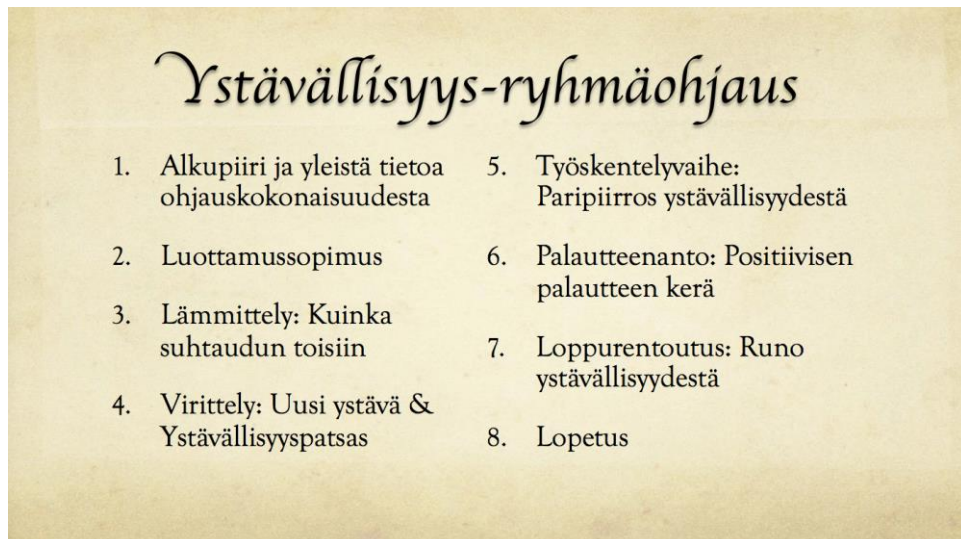 Ystävällisyys-ryhmäohjaus
1. Alkupiiri ja yleistä tietoa
ohjauskokonaisuudesta
2. Luottamussopimus
3. Lämmittely: Kuinka
suhtaudun toisiin
4. Virittely: Uusi ystävä &
Ystävällisyyspatsas
5. Työskentelyvaihe:
Paripiirros ystävällisyydestä
6. Palautteenanto: Positiivisen
palautteen kerä
7. Loppurentoutus: Runo
ystävällisyydestä
8. Lopetus